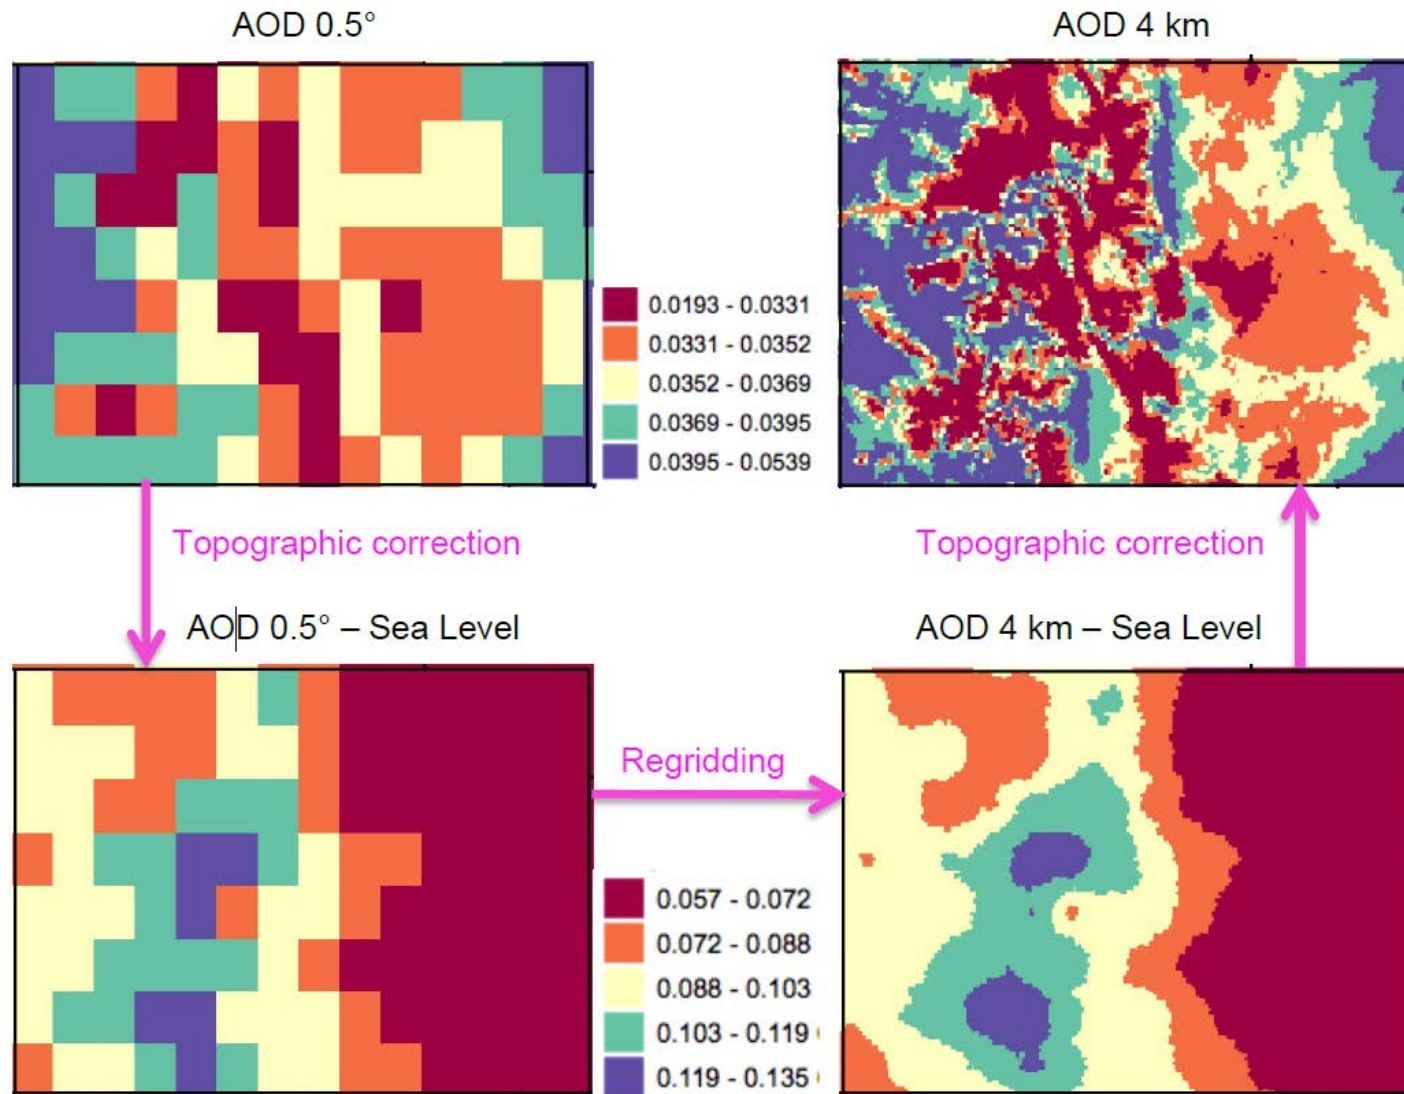 AOD 0.5°
AOD 4 km
0.0193 - 0.0331
0.0331 - 0.0352
0.0352 - 0.0369
0.0369 - 0.0395
0.0395 - 0.0539
Topographic correction
Topographic correction
AOD 0.5° – Sea Level
AOD 4 km – Sea Level
Regridding
0.057 - 0.072
0.072 - 0.088
0.088 - 0.103
0.103 - 0.119
0.119 - 0.135